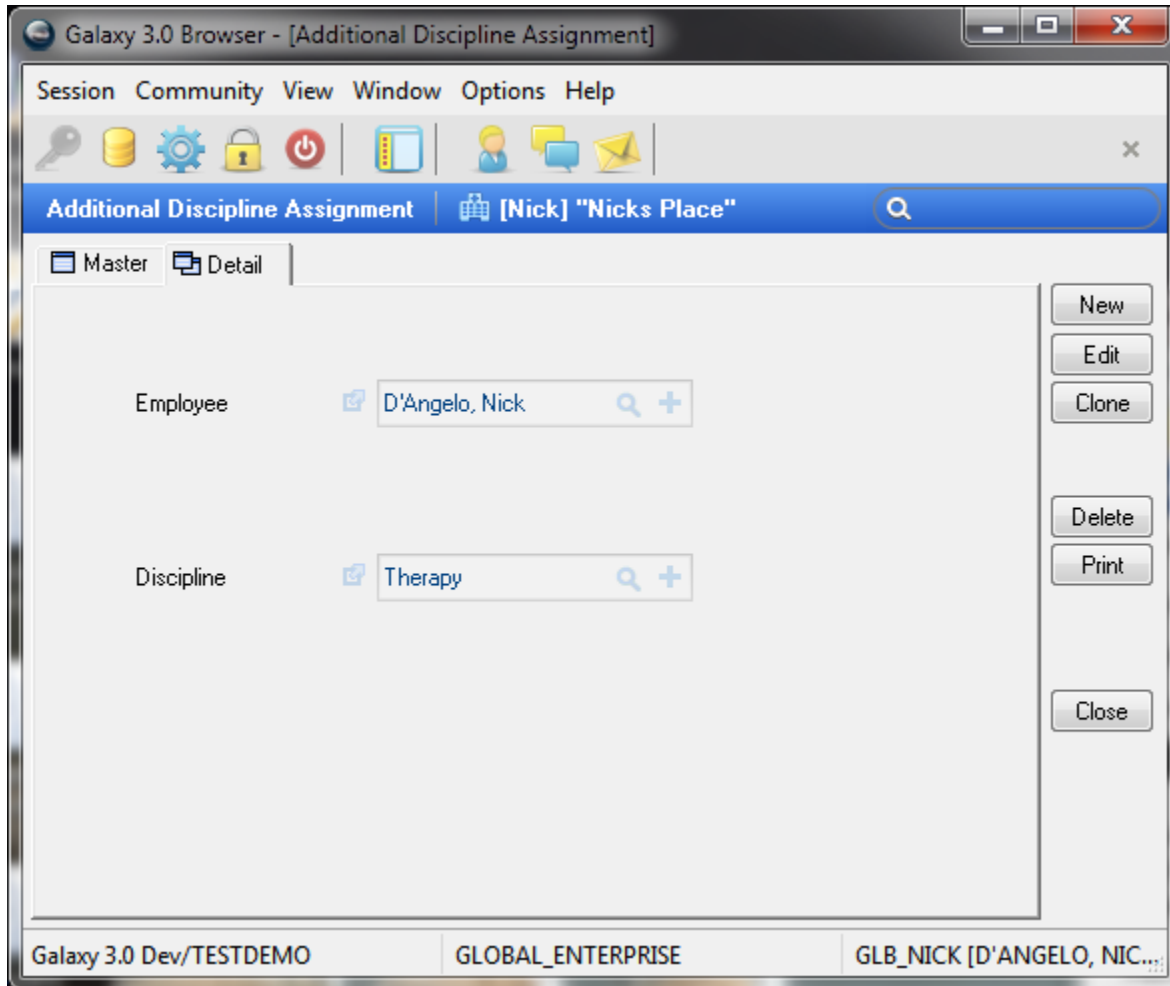 Galaxy 3.0 Browser - [Additional Discipline Assignment]
Session Community View Window Options Help
Additional Discipline Assignment [Nick] "Nicks Place"
Master Detail
New
Edit
Employee D'Angelo, Nick
Clone
Delete
Discipline Therapy
Print
Close
Galaxy 3.0 Dev/TESTDEMO GLOBAL_ENTERPRISE GLB_NICK [D'ANGELO, NIC...